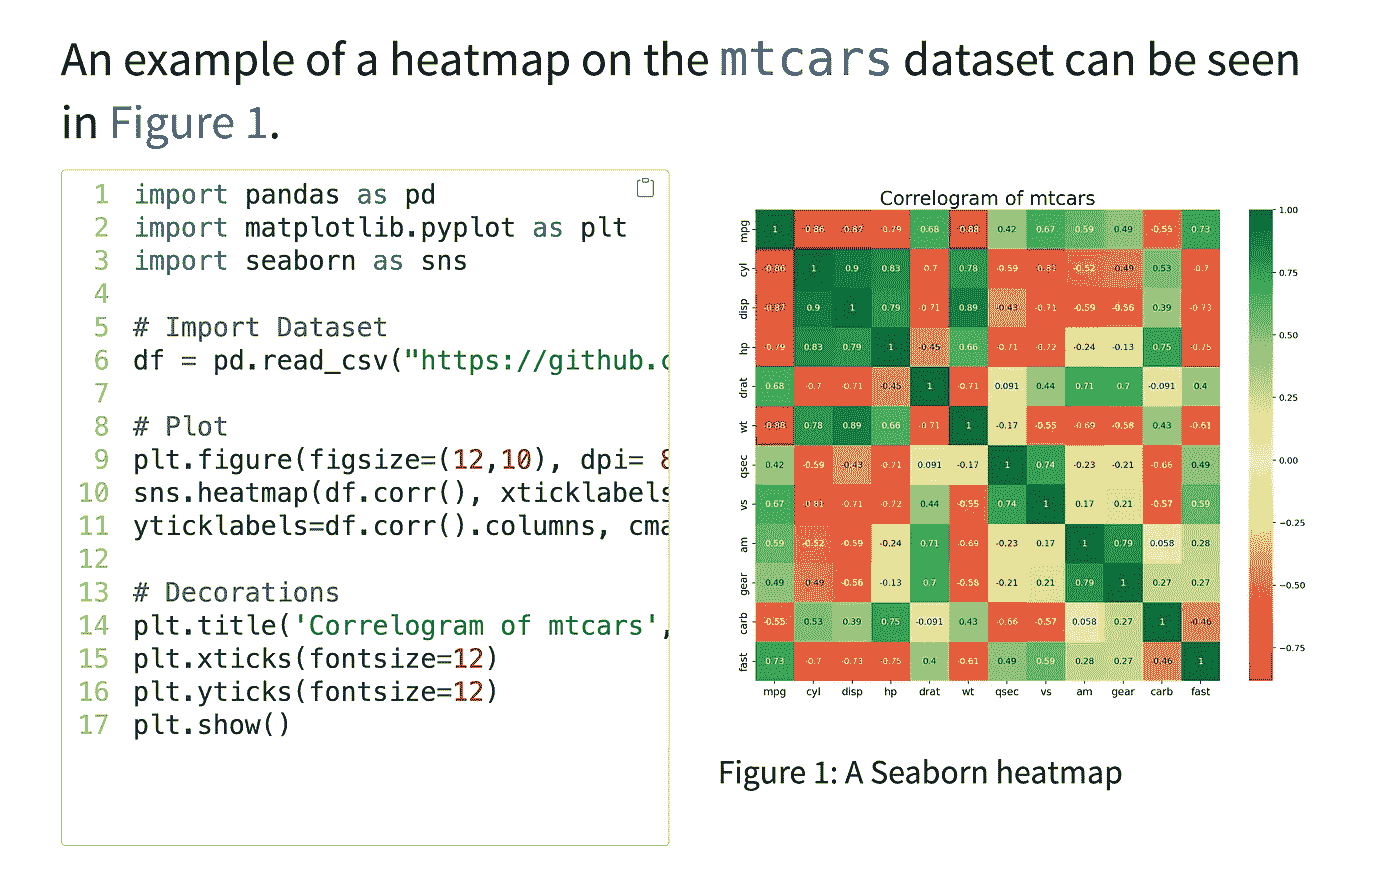 An example of a heatmap on the mtcars dataset can be seen
in Figure 1.
1 import pandas as pd
2 import matplotlib.pyplot as plt
3 import seaborn as sns
4
5 # Import Dataset
6 df = pd.read_csv("https://github.c
7
8 # Plot
9 plt.figure(figsize=(12,10), dpi= 8
10 sns.heatmap(df.corr(), xticklabels
11 yticklabels=df.corr().columns, cma
12
13 # Decorations
14 plt.title('Correlogram of mtcars',
15 plt.xticks(fontsize=12)
16 plt.yticks(fontsize=12)
17 plt.show()
Correlogram of mtcars
mpg 1 -0.86 -0.87 -0.79 0.68 -0.88 0.42 0.67 0.59 0.49 -0.55 0.73
cyl -0.86 1 0.9 0.83 -0.7 0.78 -0.59 -0.81 -0.52 -0.49 0.53 -0.7
disp -0.87 0.9 1 0.79 -0.71 0.89 -0.43 -0.71 -0.59 -0.56 0.39 -0.73
hp -0.79 0.83 0.79 1 -0.45 0.66 -0.71 -0.72 -0.24 -0.13 0.75 -0.75
drat 0.68 -0.7 -0.71 -0.45 1 -0.71 0.091 0.44 0.71 0.7 -0.091 0.4
wt -0.88 0.78 0.89 0.66 -0.71 1 -0.17 -0.55 -0.69 -0.58 0.43 -0.61
qsec 0.42 -0.59 -0.43 -0.71 0.091 -0.17 1 0.74 -0.23 -0.21 -0.66 0.49
vs 0.67 -0.81 -0.71 -0.72 0.44 -0.55 0.74 1 0.17 0.21 -0.57 0.59
am 0.59 -0.52 -0.59 -0.24 0.71 -0.69 -0.23 0.17 1 0.79 0.058 0.28
gear 0.49 -0.49 -0.56 -0.13 0.7 -0.58 -0.21 0.21 0.79 1 0.27 0.27
carb -0.55 0.53 0.39 0.75 -0.091 0.43 -0.66 -0.57 0.058 0.27 1 -0.46
fast 0.73 -0.7 -0.73 -0.75 0.4 -0.61 0.49 0.59 0.28 0.27 -0.46 1
mpg cyl disp hp drat wt qsec vs am gear carb fast
1.00
0.75
0.50
0.25
0.00
−0.25
−0.50
−0.75
Figure 1: A Seaborn heatmap